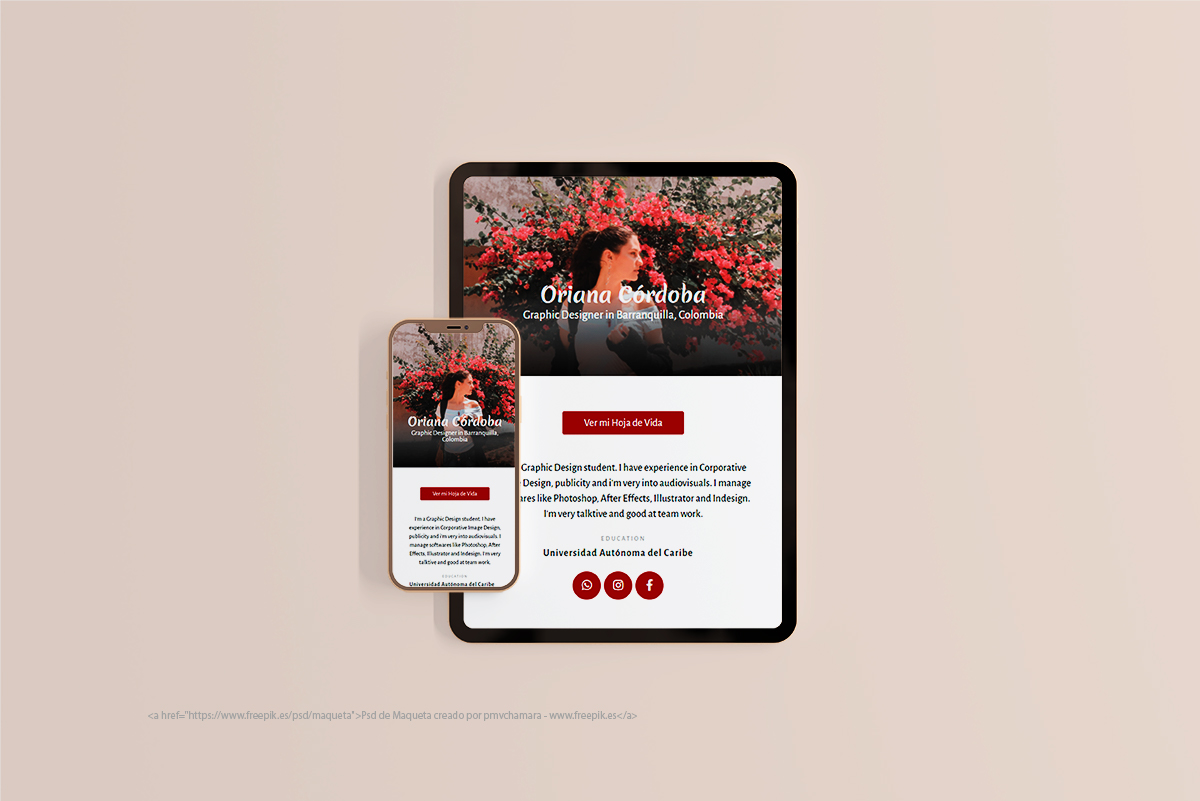 Oriana Córdoba
Graphic Designer in Barranquilla, Colombia
Ver mi Hoja de Vida
Graphic Design student. I have experience in Corporative
Design, publicity and i'm very into audiovisuals. I manage
ares like Photoshop, After Effects, Illustrator and Indesign.
I'm very talktive and good at team work.
EDUCATION
Universidad Autónoma del Caribe
Oriana Córdoba
Graphic Designer in Barranquilla,
Colombia
Ver mi Hoja de Vida
I'm a Graphic Design student. I have
experience in Corporative Image Design,
publicity and i'm very into audiovisuals. I
manage softwares like Photoshop, After
Effects, Illustrator and Indesign. I'm very
talktive and good at team work.
EDUCATION
Universidad Autónoma del Caribe
<a href="https://www.freepik.es/psd/maqueta">Psd de Maqueta creado por pmvchamara - www.freepik.es</a>